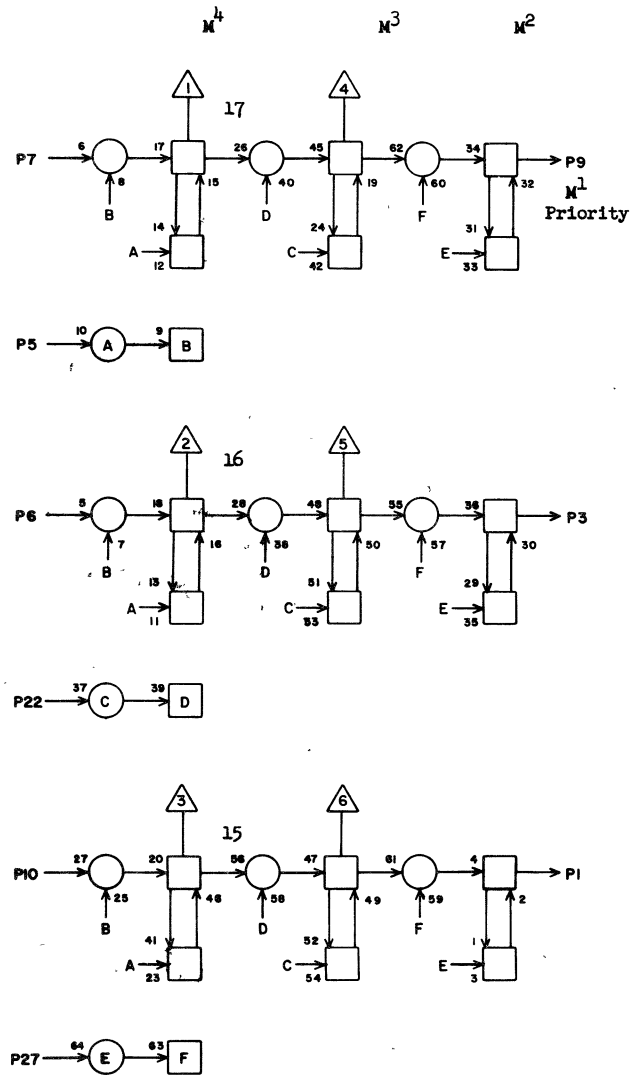 M4 M3 M2
1 17 4
P7 6 17 26 45 62 34 P9
8 15 40 19 60 32 M1
B D F Priority
14 24 31
A C E
12 42 33
P5 10 A 9 B
2 16 5
P6 5 18 28 48 55 36 P3
7 16 38 50 57 30
B D F
13 51 29
A C E
11 53 35
P22 37 C 39 D
3 15 6
P10 27 20 56 47 61 4 P1
25 46 58 49 59 2
B D F
41 52 1
A C E
23 54 3
P27 64 E 63 F